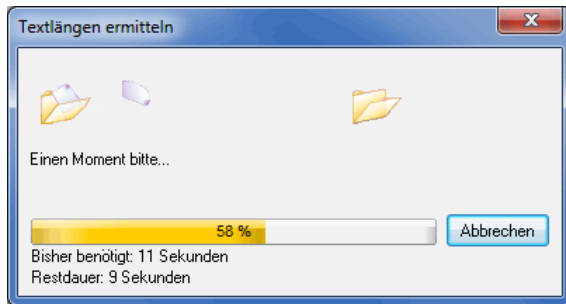 Textlängen ermitteln
Einen Moment bitte...
58 %
Abbrechen
Bisher benötigt: 11 Sekunden
Restdauer: 9 Sekunden